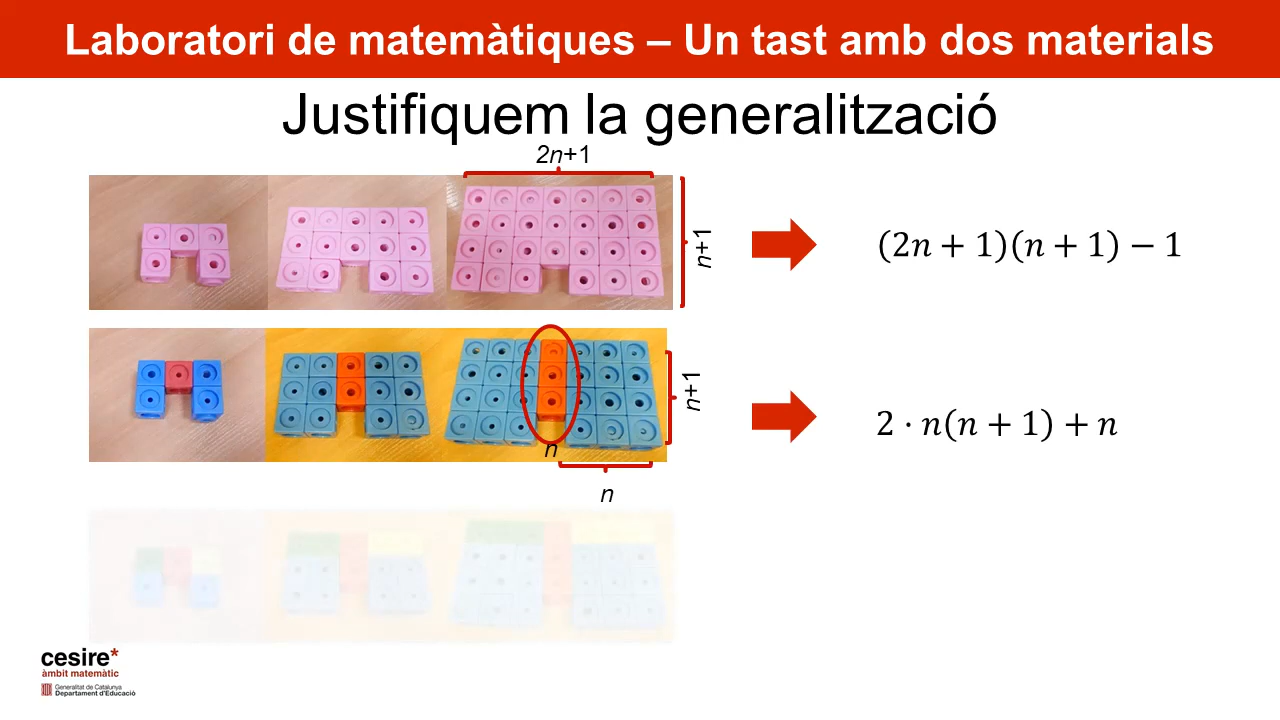 Laboratori de matemàtiques – Un tast amb dos materials
Justifiquem la generalització
2n+1
n+1
(2n + 1)(n + 1) − 1
n+1
2 · n(n + 1) + n
n
n
cesire*
àmbit matemàtic
Generalitat de Catalunya
Departament d'Educació